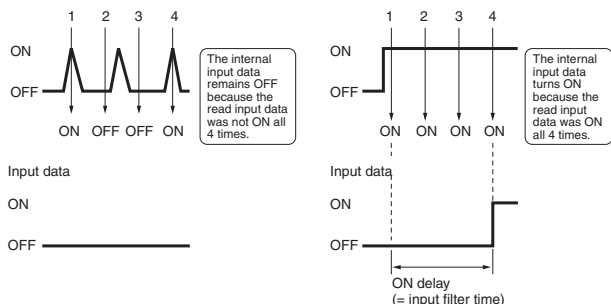 1 2 3 4
ON
OFF
ON OFF OFF ON
The internal
input data
remains OFF
because the
read input data
was not ON all
4 times.
Input data
ON
OFF
1 2 3 4
ON
OFF
ON ON ON ON
The internal
input data
turns ON
because the
read input
data was ON
all 4 times.
Input data
ON
OFF
ON delay
(= input filter time)